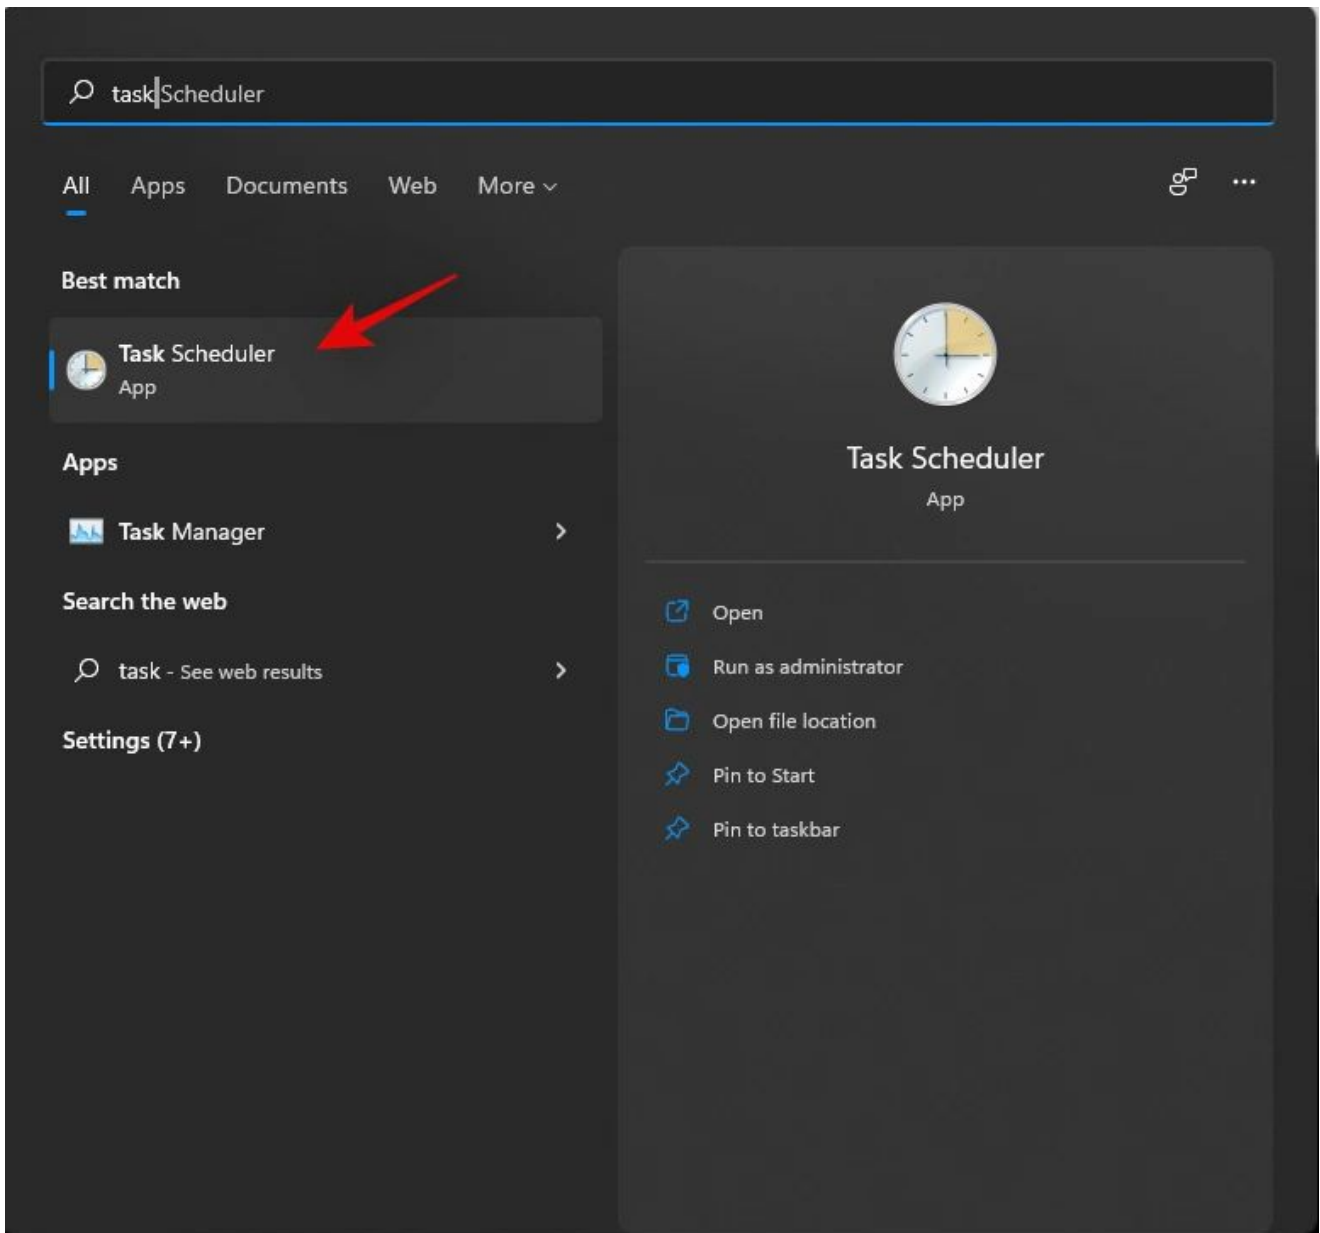 task Scheduler
All Apps Documents Web More
Best match
Task Scheduler
App
Apps
Task Manager
Search the web
task - See web results
Settings (7+)
Task Scheduler
App
Open
Run as administrator
Open file location
Pin to Start
Pin to taskbar